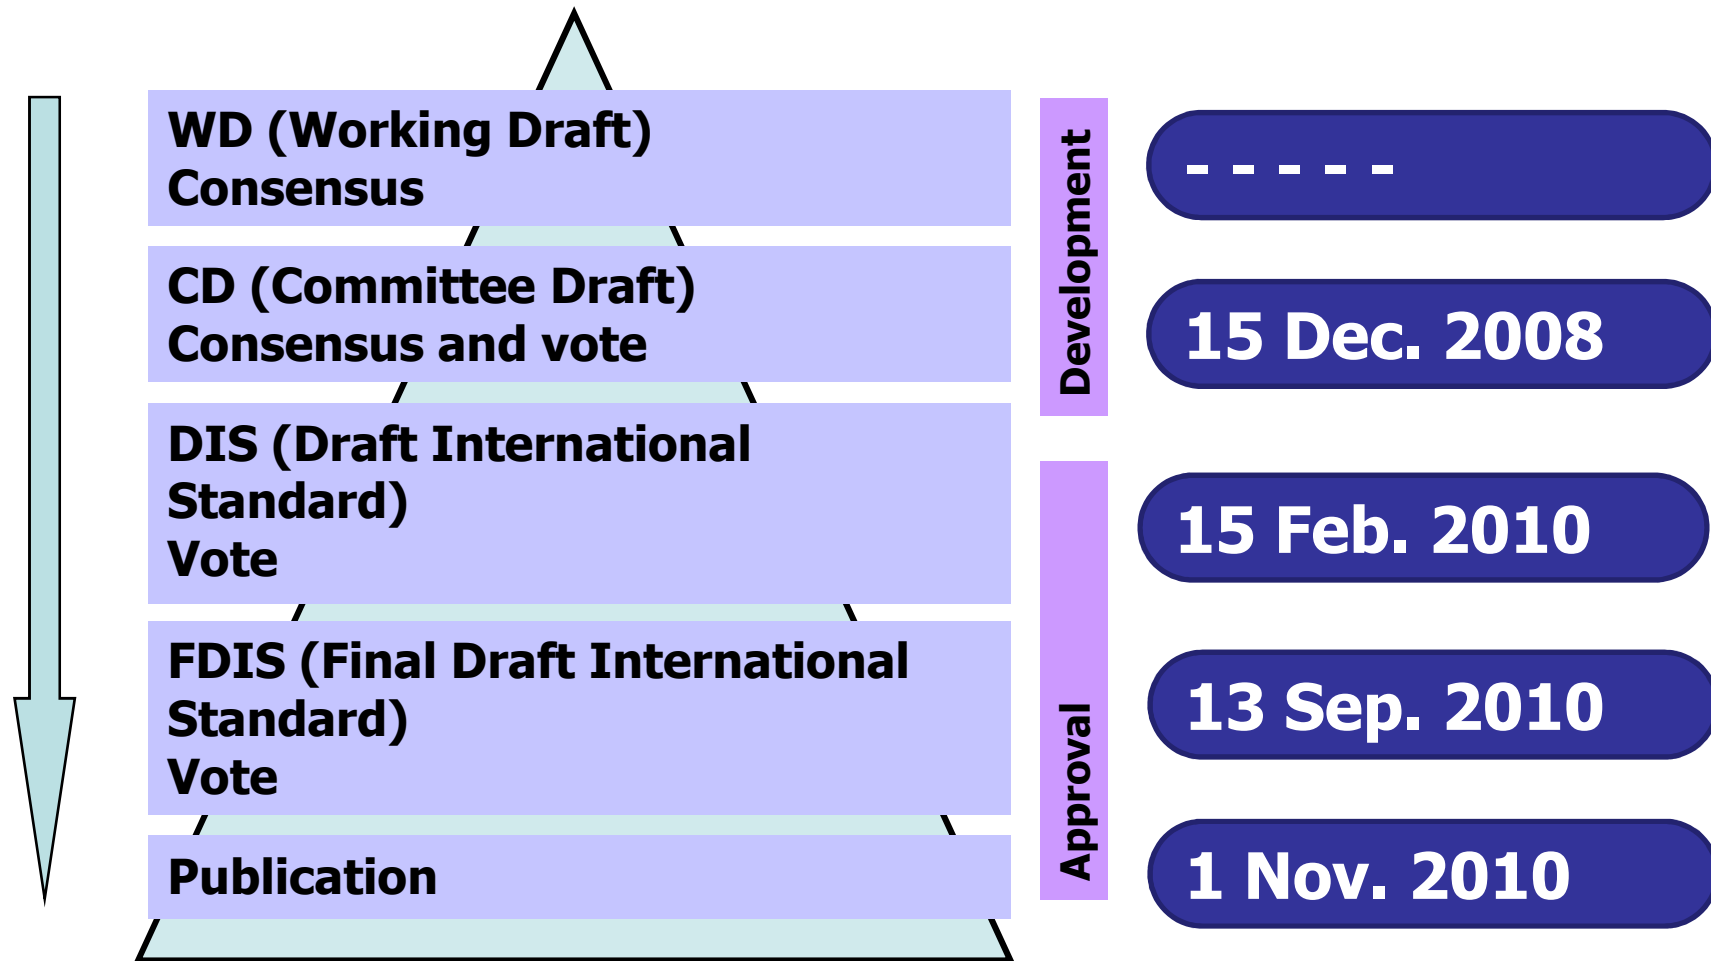 WD (Working Draft)
Consensus
CD (Committee Draft)
Consensus and vote
DIS (Draft International
Standard)
Vote
FDIS (Final Draft International
Standard)
Vote
Publication
Development
Approval
- - - - -
15 Dec. 2008
15 Feb. 2010
13 Sep. 2010
1 Nov. 2010